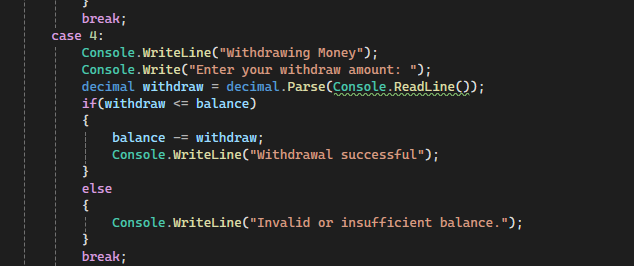 }
break;
case 4:
Console.WriteLine("Withdrawing Money");
Console.Write("Enter your withdraw amount: ");
decimal withdraw = decimal.Parse(Console.ReadLine());
if(withdraw <= balance)
{
balance -= withdraw;
Console.WriteLine("Withdrawal successful");
}
else
{
Console.WriteLine("Invalid or insufficient balance.");
}
break;